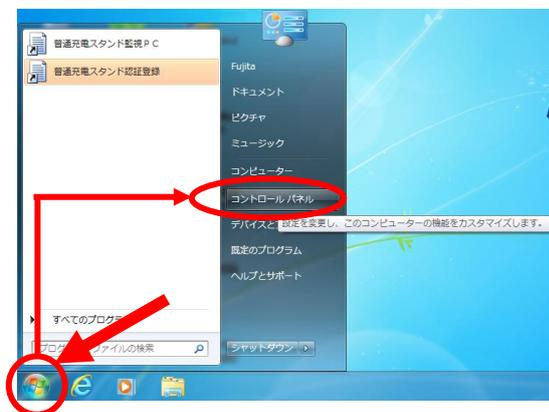 普通充電スタンド監視PC
普通充電スタンド認証登録
すべてのプログラ
プログ ファイルの検索
Fujita
ドキュメント
ピクチャ
ミュージック
コンピューター
コントロール パネル
デバイスと
設定を変更し、このコンピューターの機能をカスタマイズします。
既定のプログラム
ヘルプとサポート
シャットダウン